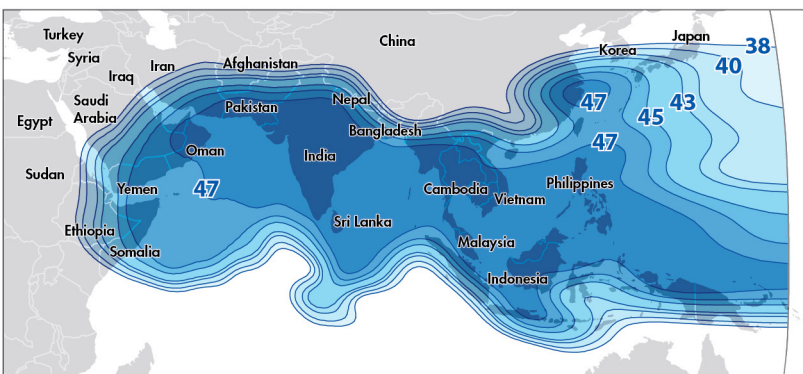 Turkey
Syria
Iraq
Iran
Afghanistan
China
Korea
Japan
38
40
Egypt
Saudi
Arabia
Pakistan
Nepal
Bangladesh
47
45
43
Oman
India
47
Sudan
Yemen
47
Cambodia
Vietnam
Philippines
Ethiopia
Somalia
Sri Lanka
Malaysia
Indonesia